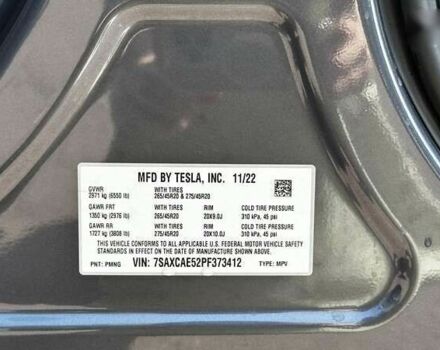 MFD BY TESLA, INC. 11/22
GVWR WITH TIRES
2971 kg (6550 lb) 265/45R20 & 275/45R20
GAWR FRT WITH TIRES RIM COLD TIRE PRESSURE
1350 kg (2976 lb) 265/45R20 20X9.0J 310 kPa, 45 psi
GAWR RR WITH TIRES RIM COLD TIRE PRESSURE
1727 kg (3808 lb) 275/45R20 20X10.0J 310 kPa, 45 psi
THIS VEHICLE CONFORMS TO ALL APPLICABLE U.S. FEDERAL MOTOR VEHICLE SAFETY
STANDARDS IN EFFECT ON THE DATE OF MANUFACTURE SHOWN ABOVE.
PNT: PMNG VIN: 7SAXCAE52PF373412 TYPE: MPV